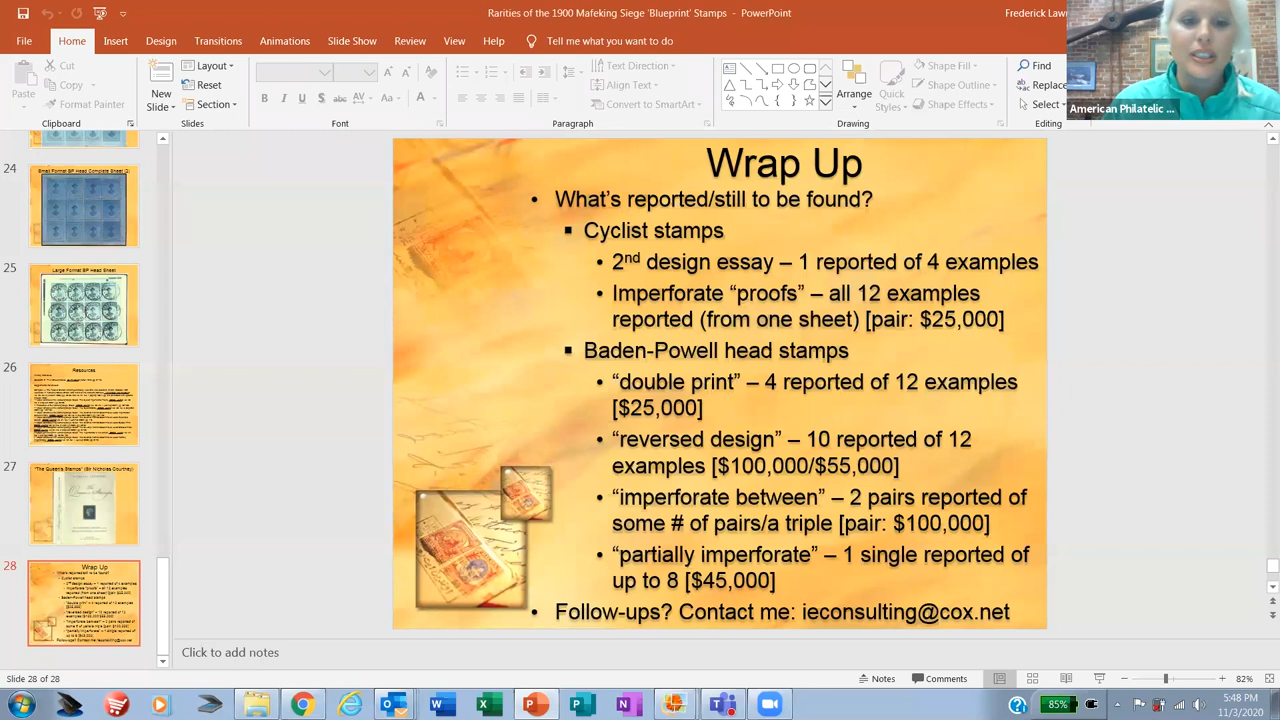 Rarities of the 1900 Mafeking Siege 'Blueprint' Stamps - PowerPoint
Frederick Law
File Home Insert Design Transitions Animations Slide Show Review View Help Tell me what you want to do
Paste
Cut
Copy
Format Painter
Clipboard
New Slide
Layout
Reset
Section
Slides
Font
Text Direction
Align Text
Convert to SmartArt
Paragraph
Arrange
Quick Styles
Shape Fill
Shape Outline
Shape Effects
Drawing
Find
Replace
Select
Editing
American Philatelic ...
24
Small Format BP Head Complete Sheet
25
Large Format BP Head Sheet
26
Resources
27
"The Queen's Stamps" (Sir Nicholas Courtney)
28
Wrap Up
Wrap Up
• What's reported/still to be found?
▪ Cyclist stamps
• 2nd design essay – 1 reported of 4 examples
• Imperforate “proofs” – all 12 examples
reported (from one sheet) [pair: $25,000]
▪ Baden-Powell head stamps
• “double print” – 4 reported of 12 examples
[$25,000]
• “reversed design” – 10 reported of 12
examples [$100,000/$55,000]
• “imperforate between” – 2 pairs reported of
some # of pairs/a triple [pair: $100,000]
• “partially imperforate” – 1 single reported of
up to 8 [$45,000]
• Follow-ups? Contact me: ieconsulting@cox.net
Click to add notes
Slide 28 of 28
Notes Comments 82%
85%
5:48 PM
11/3/2020